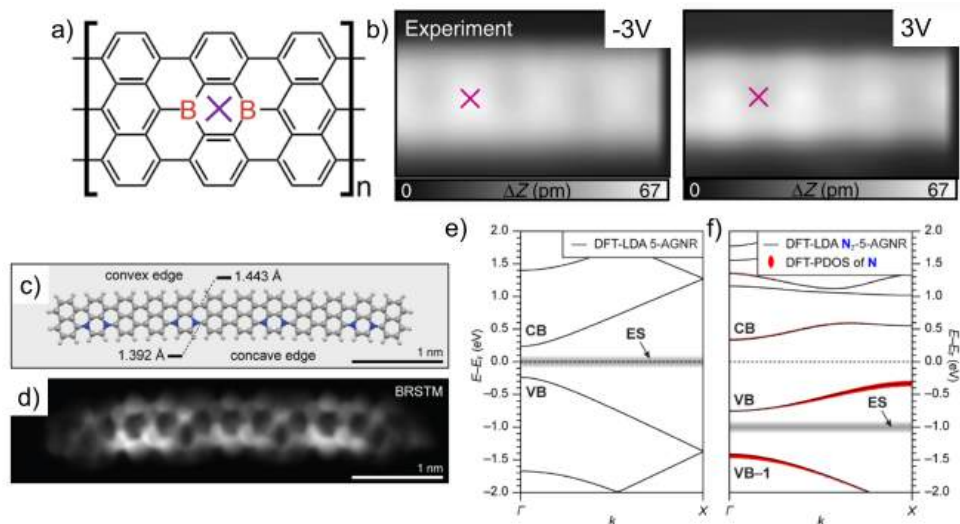 a)
B
B
n
b)
Experiment
-3V
3V
0
ΔZ (pm)
67
0
ΔZ (pm)
67
c)
convex edge
1.443 Å
1.392 Å
concave edge
1 nm
d)
BRSTM
1 nm
e)
DFT-LDA 5-AGNR
CB
ES
VB
2.0
1.5
1.0
0.5
0.0
−0.5
−1.0
−1.5
−2.0
E−Ef (eV)
Γ
k
X
f)
DFT-LDA N2-5-AGNR
DFT-PDOS of N
CB
VB
ES
VB−1
2.0
1.5
1.0
0.5
0.0
−0.5
−1.0
−1.5
−2.0
E−Ef (eV)
Γ
k
X